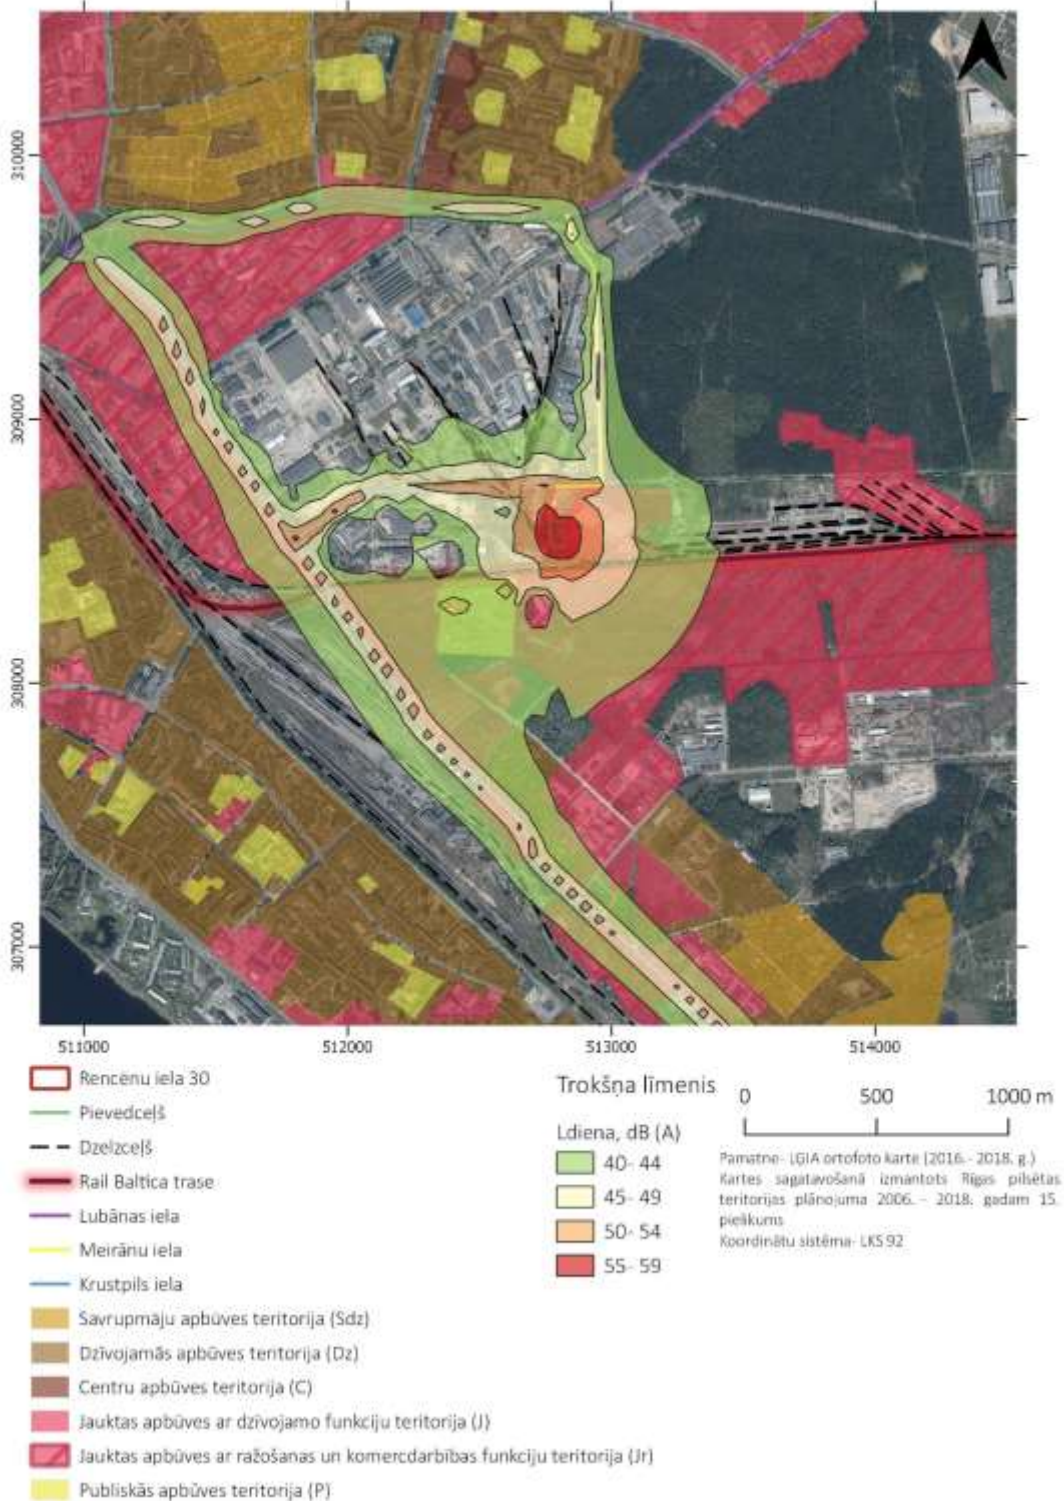 310000
309000
308000
307000
511000
512000
513000
514000
Rencēnu iela 30
Pievedceļš
Dzelzceļš
Rail Baltica trase
Lubānas iela
Meirānu iela
Krustpils iela
Savrupmāju apbūves teritorija (Sdz)
Dzīvojamās apbūves teritorija (Dz)
Centru apbūves teritorija (C)
Jauktas apbūves ar dzīvojamo funkciju teritorija (J)
Jauktas apbūves ar ražošanas un komercdarbības funkciju teritorija (Jr)
Publiskās apbūves teritorija (P)
Trokšņa līmenis
Ldiena, dB (A)
40- 44
45- 49
50- 54
55- 59
0 500 1000 m
Pamatne- LĢIA ortofoto karte (2016.- 2018. g.)
Kartes sagatavošanā izmantots Rīgas pilsētas
teritorijas plānojuma 2006. – 2018. gadam 15.
pielikums
Koordinātu sistēma- LKS 92